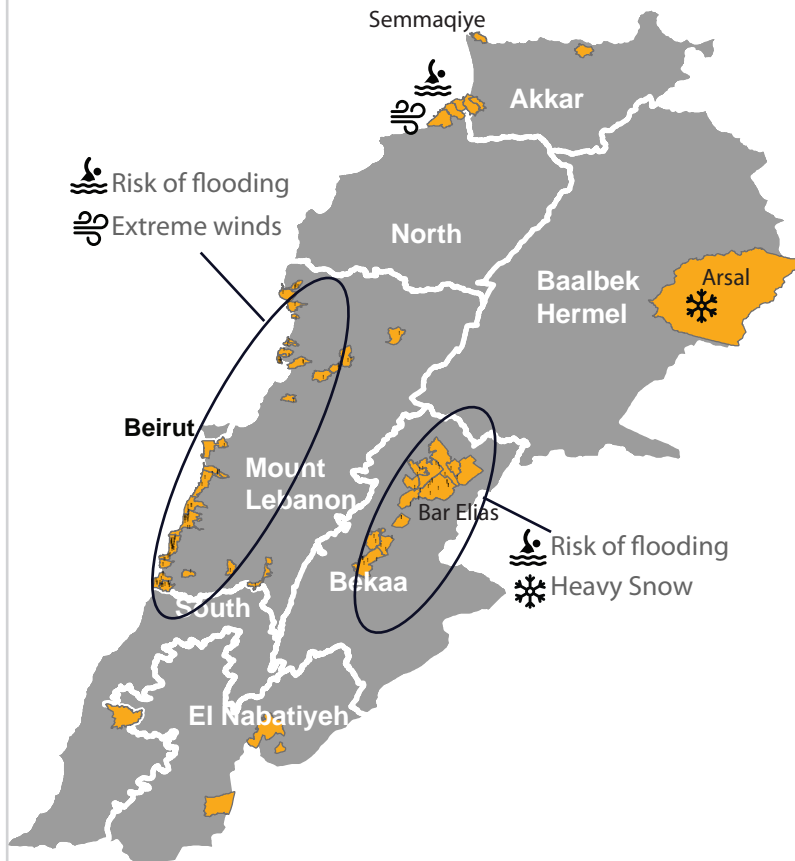 Semmaqiye
Akkar
Risk of flooding
Extreme winds
North
Arsal
Baalbek
Hermel
Beirut
Mount
Lebanon
Bar Elias
Risk of flooding
Heavy Snow
Bekaa
South
El Nabatiyeh